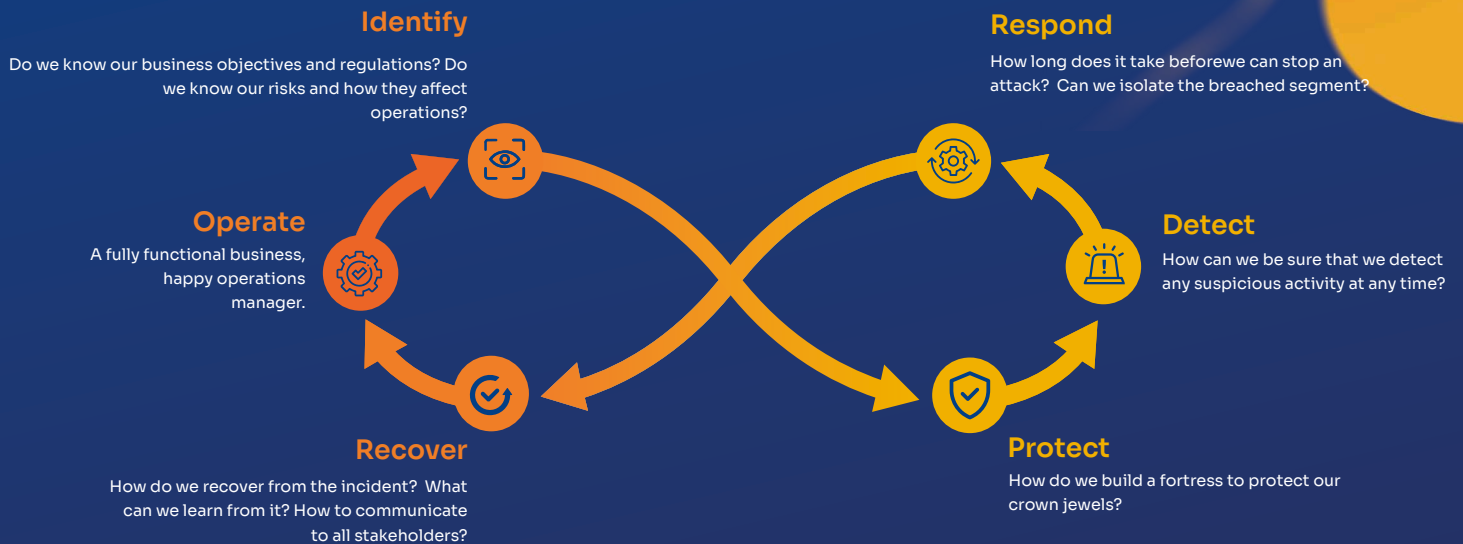 Identify
Do we know our business objectives and regulations? Do
we know our risks and how they affect
operations?
Respond
How long does it take beforewe can stop an
attack?  Can we isolate the breached segment?
Operate
A fully functional business,
happy operations
manager.
Detect
How can we be sure that we detect
any suspicious activity at any time?
Recover
How do we recover from the incident?  What
can we learn from it? How to communicate
to all stakeholders?
Protect
How do we build a fortress to protect our
crown jewels?